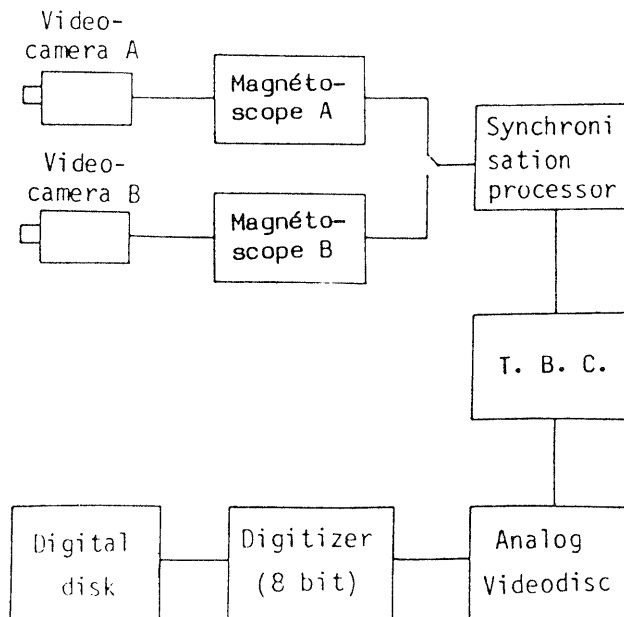 Video-
camera A
Magnéto-
scope A
Synchroni
sation
processor
Video-
camera B
Magnéto-
scope B
T. B. C.
Digital
disk
Digitizer
(8 bit)
Analog
Videodisc